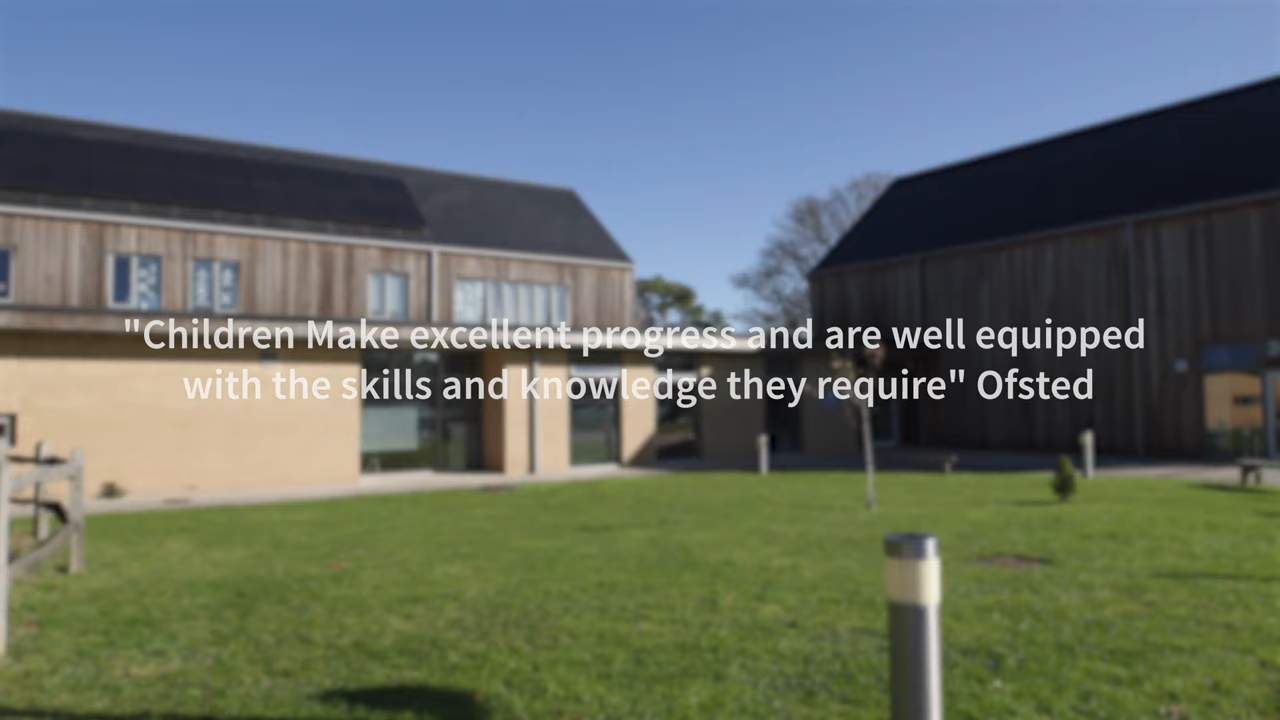 "Children Make excellent progress and are well equipped
with the skills and knowledge they require" Ofsted